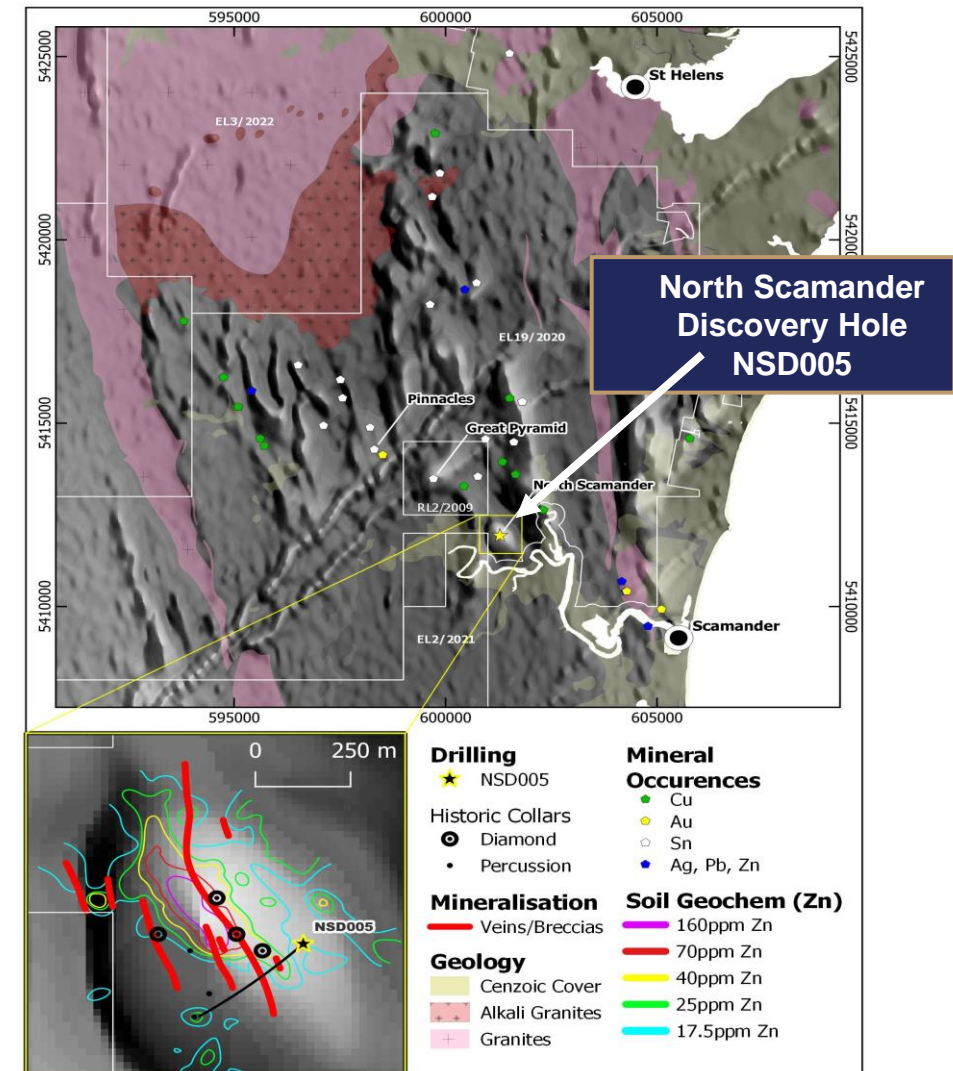 595000
600000
605000
5425000
5425000
St Helens
EL3/2022
5420000
5420000
North Scamander
Discovery Hole
NSD005
EL19/2020
Pinnacles
5415000
5415000
Great Pyramid
North Scamander
RL2/2009
5410000
5410000
Scamander
EL2/2021
595000
600000
605000
0 250 m
NSD005
Drilling
NSD005
Historic Collars
Diamond
Percussion
Mineralisation
Veins/Breccias
Geology
Cenzoic Cover
Alkali Granites
Granites
Mineral
Occurences
Cu
Au
Sn
Ag, Pb, Zn
Soil Geochem (Zn)
160ppm Zn
70ppm Zn
40ppm Zn
25ppm Zn
17.5ppm Zn